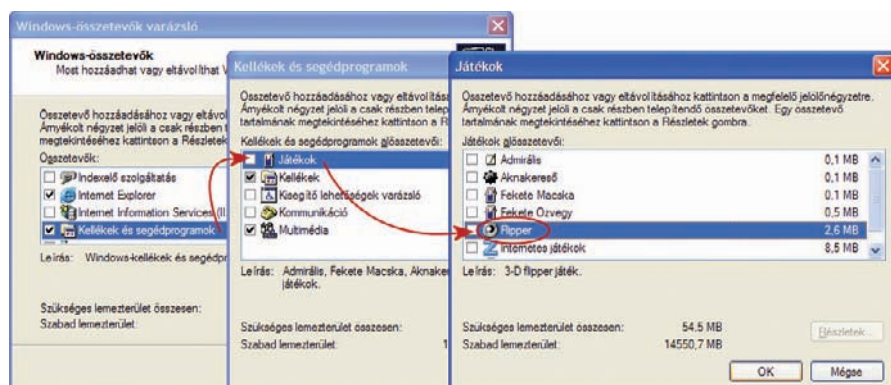 Windows-összetevők varázsló
Windows-összetevők
Most hozzáadhat vagy eltávolíthat
Összetevő hozzáadásához vagy eltávol
Árnyékolt négyzet jelöli a csak részben
megtekintéséhez kattintson a Részletek
Összetevők:
Indexelő szolgáltatás
Internet Explorer
Internet Information Services (II
Kellékek és segédprogramok
Leírás: Windows-kellékek és segédpr
Szükséges lemezterület összesen:
Szabad lemezterület:
Kellékek és segédprogramok
Összetevő hozzáadásához vagy eltávolítása
Árnyékolt négyzet jelöli a csak részben telep
tartalmának megtekintéséhez kattintson a R
Kellékek és segédprogramok alösszetevői:
Játékok
Kellékek
Kisegítő lehetőségek varázsló
Kommunikáció
Multimédia
Leírás: Admirális, Fekete Macska, Aknake
játékok.
Szükséges lemezterület összesen:
Szabad lemezterület: 1
Játékok
Összetevő hozzáadásához vagy eltávolításához kattintson a megfelelő jelölőnégyzetre.
Árnyékolt négyzet jelöli a csak részben telepítendő összetevőket. Egy összetevő
tartalmának megtekintéséhez kattintson a Részletek gombra.
Játékok alösszetevői:
Admirális 0,1 MB
Aknakereső 0,1 MB
Fekete Macska 0,1 MB
Fekete Özvegy 0,5 MB
Flipper 2,6 MB
Internetes játékok 8,5 MB
Leírás: 3-D flipper játék.
Szükséges lemezterület összesen: 54,5 MB
Szabad lemezterület: 14550,7 MB
Részletek...
OK
Mégse